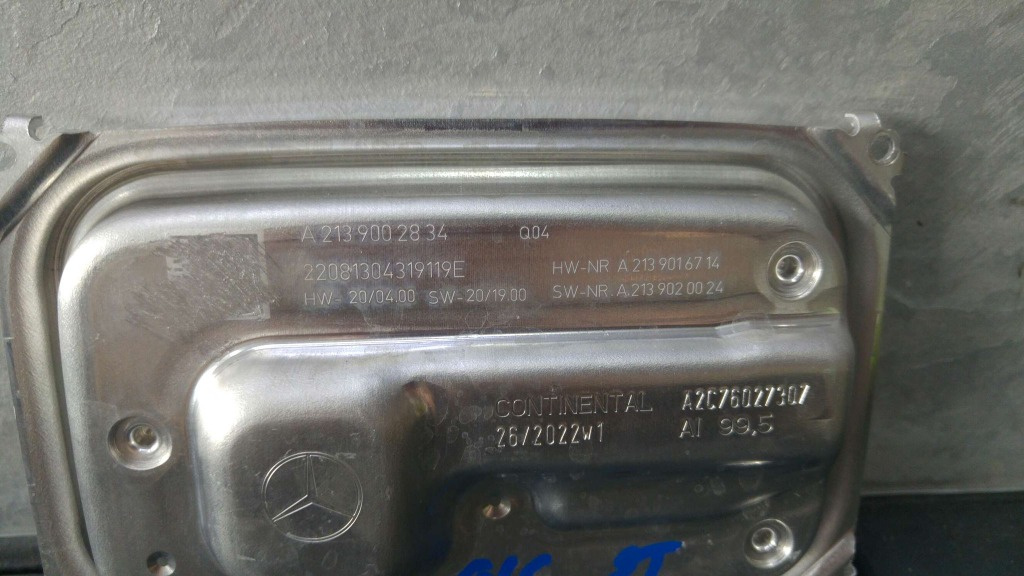 A 213 900 28 34 Q04
22081304319119E HW-NR A 213 901 67 14
HW- 20/04.00 SW-20/19.00 SW-NR A.213 902 00 24
CONTINENTAL A2C76027307
26/2022W1 AI 99,5